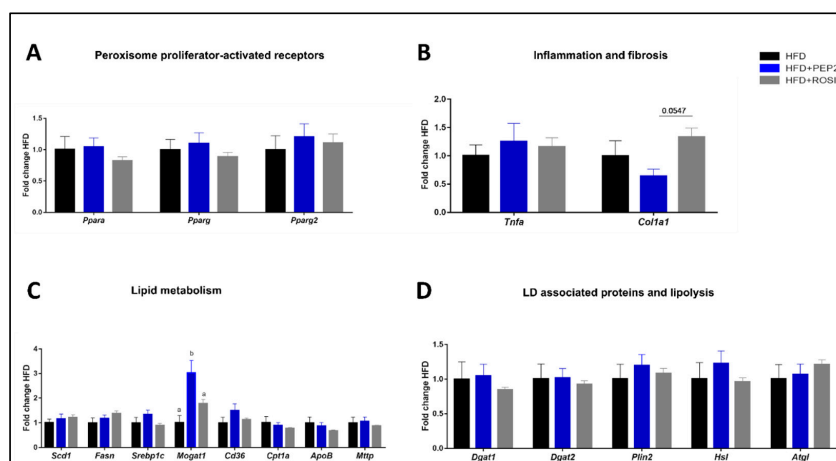 A
Peroxisome proliferator-activated receptors
Fold change HFD
1.5
1.0
0.5
0.0
Ppara
Pparg
Pparg2
B
Inflammation and fibrosis
Fold change HFD
2.0
1.5
1.0
0.5
0.0
0.0547
Tnfa
Col1a1
HFD
HFD+PEP2
HFD+ROSI
C
Lipid metabolism
Fold change HFD
4
3
2
1
0
a
b
a
Scd1
Fasn
Srebp1c
Mogat1
Cd36
Cpt1a
ApoB
Mttp
D
LD associated proteins and lipolysis
Fold change HFD
1.5
1.0
0.5
0.0
Dgat1
Dgat2
Plin2
Hsl
Atgl